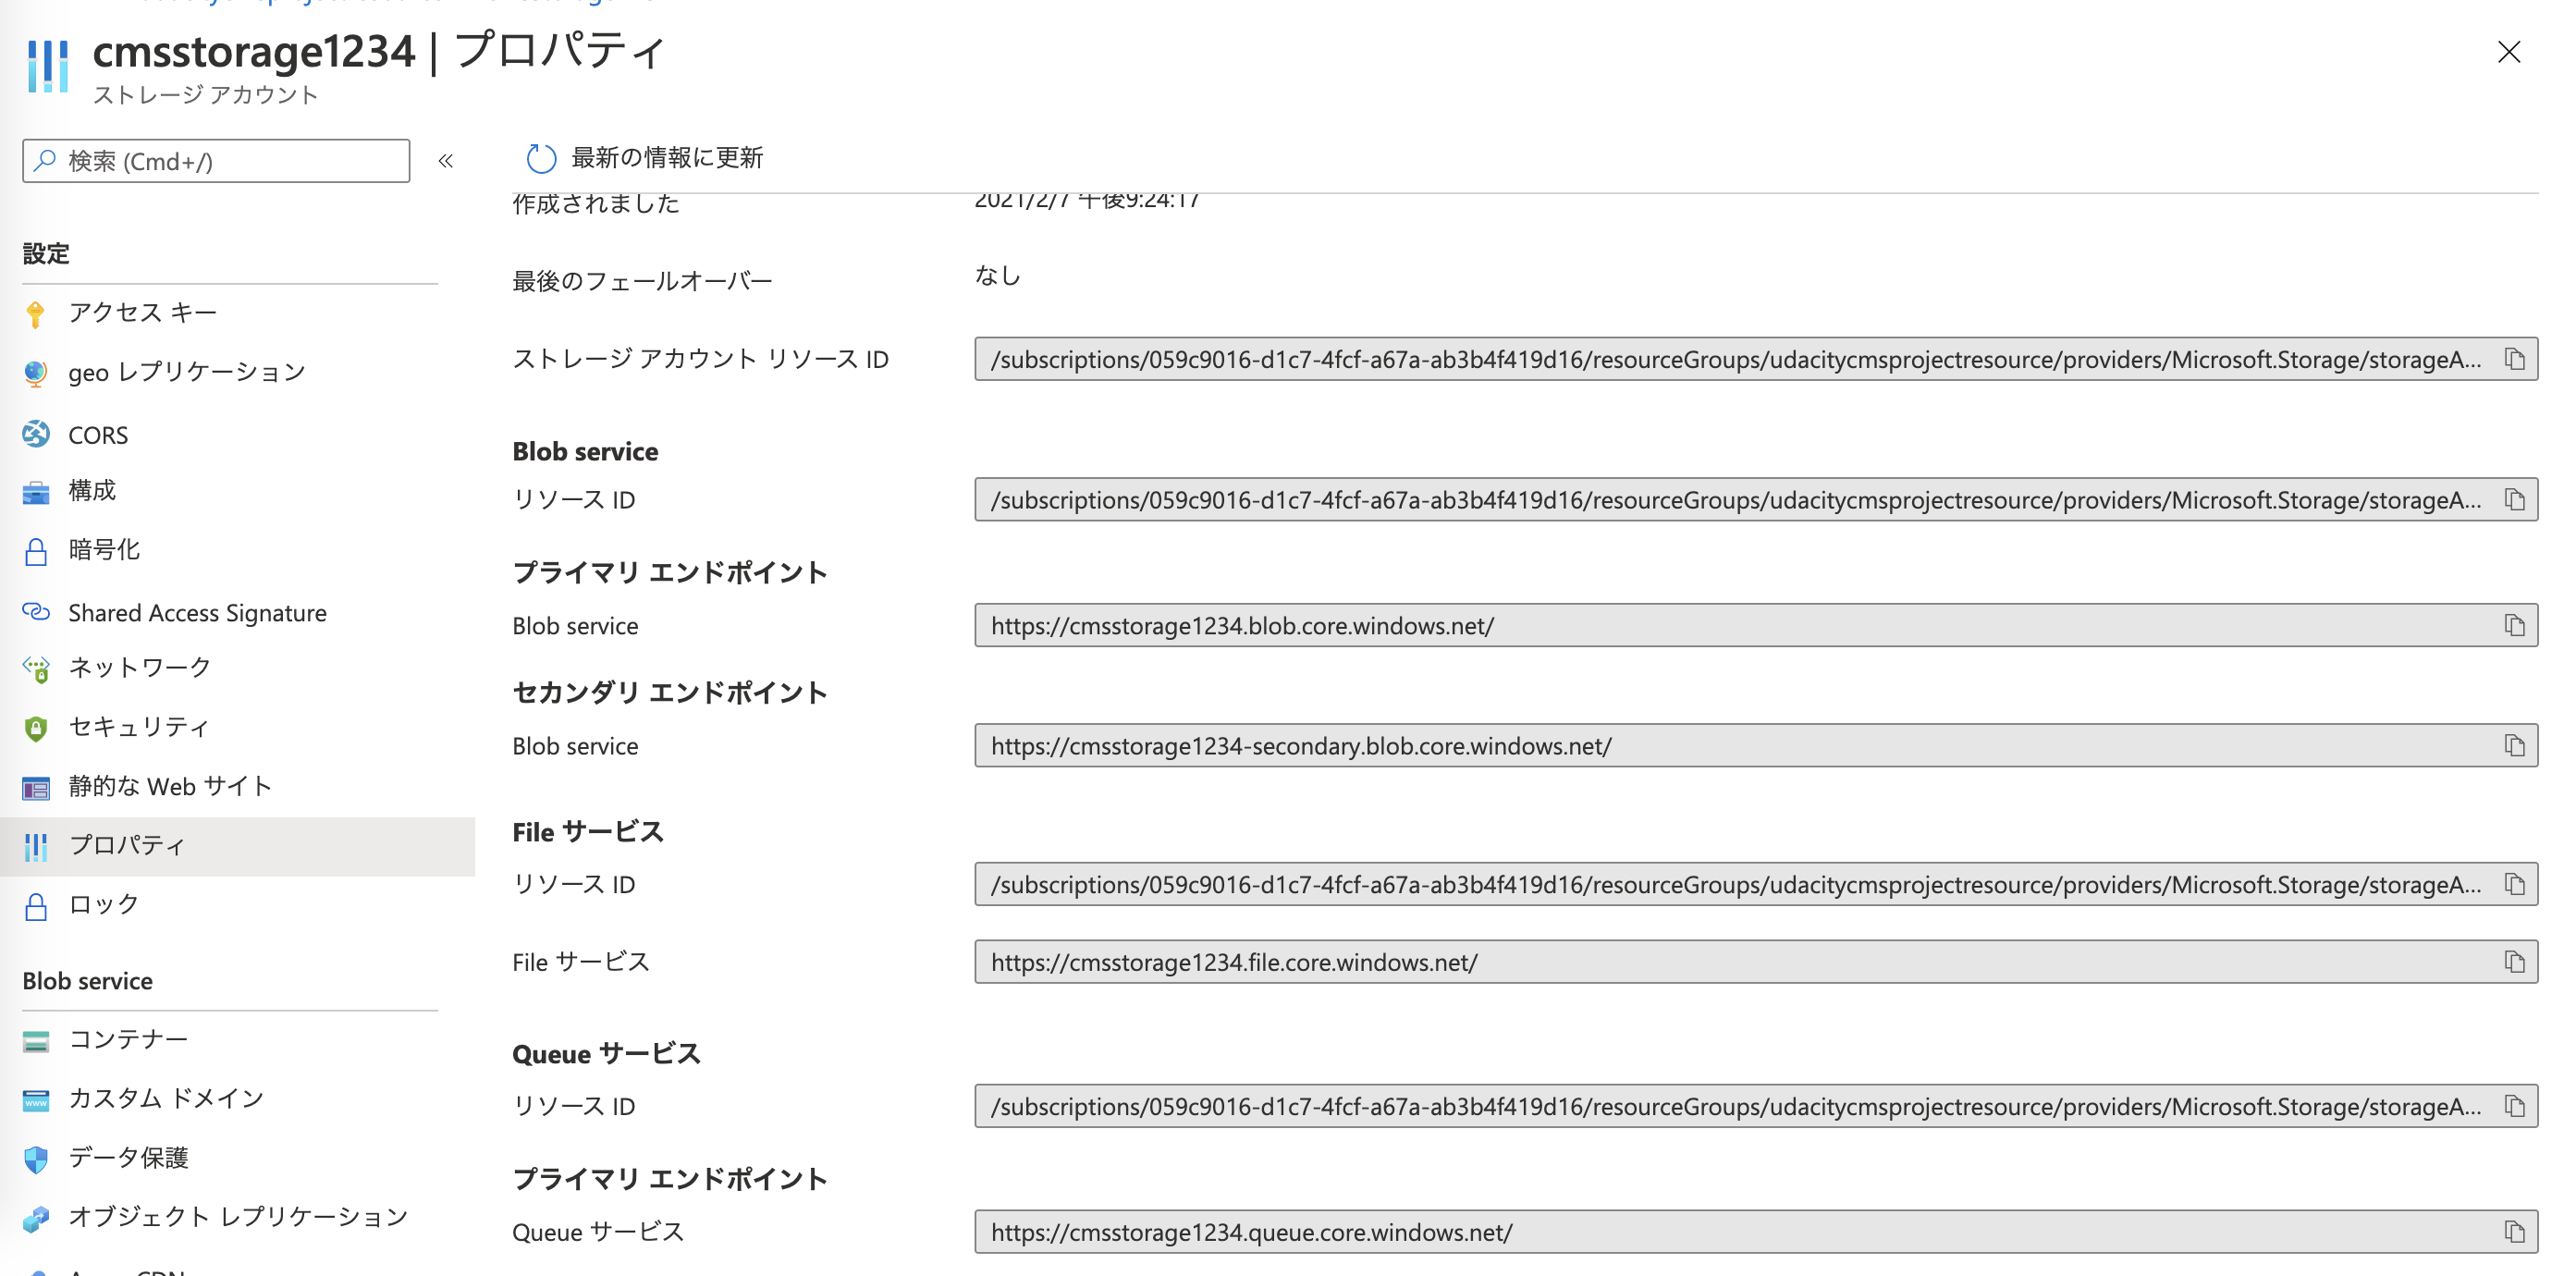 cmsstorage1234 | プロパティ
ストレージ アカウント
検索 (Cmd+/)
«
設定
アクセス キー
geo レプリケーション
CORS
構成
暗号化
Shared Access Signature
ネットワーク
セキュリティ
静的な Web サイト
プロパティ
ロック
Blob service
コンテナー
カスタム ドメイン
データ保護
オブジェクト レプリケーション
最新の情報に更新
作成されました 2021/2/7 午後9:24:17
最後のフェールオーバー なし
ストレージ アカウント リソース ID /subscriptions/059c9016-d1c7-4fcf-a67a-ab3b4f419d16/resourceGroups/udacitycmsprojectresource/providers/Microsoft.Storage/storageA...
Blob service
リソース ID /subscriptions/059c9016-d1c7-4fcf-a67a-ab3b4f419d16/resourceGroups/udacitycmsprojectresource/providers/Microsoft.Storage/storageA...
プライマリ エンドポイント
Blob service https://cmsstorage1234.blob.core.windows.net/
セカンダリ エンドポイント
Blob service https://cmsstorage1234-secondary.blob.core.windows.net/
File サービス
リソース ID /subscriptions/059c9016-d1c7-4fcf-a67a-ab3b4f419d16/resourceGroups/udacitycmsprojectresource/providers/Microsoft.Storage/storageA...
File サービス https://cmsstorage1234.file.core.windows.net/
Queue サービス
リソース ID /subscriptions/059c9016-d1c7-4fcf-a67a-ab3b4f419d16/resourceGroups/udacitycmsprojectresource/providers/Microsoft.Storage/storageA...
プライマリ エンドポイント
Queue サービス https://cmsstorage1234.queue.core.windows.net/